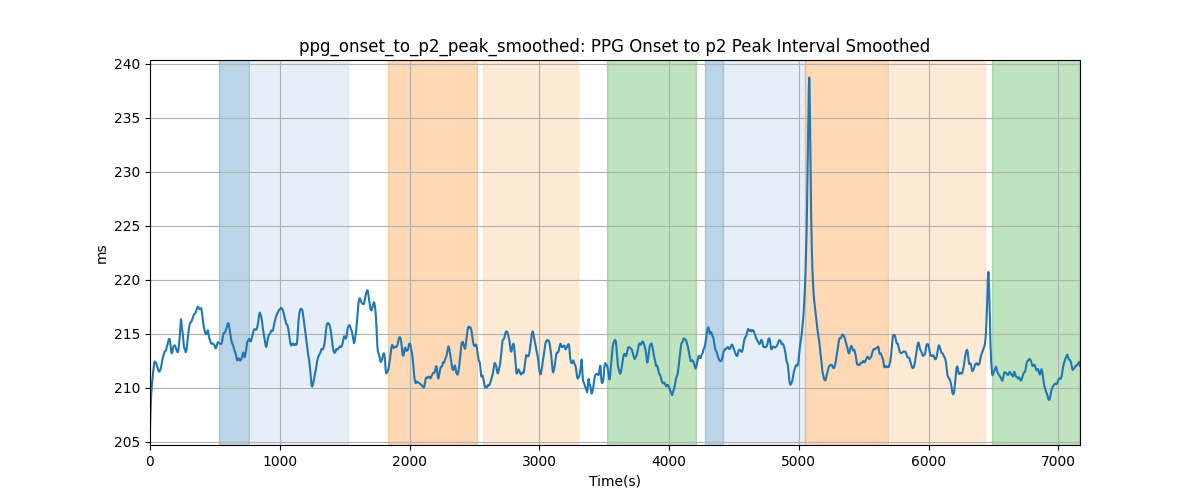 ppg_onset_to_p2_peak_smoothed: PPG Onset to p2 Peak Interval Smoothed
240
235
230
225
220
215
210
205
ms
0 1000 2000 3000 4000 5000 6000 7000
Time(s)